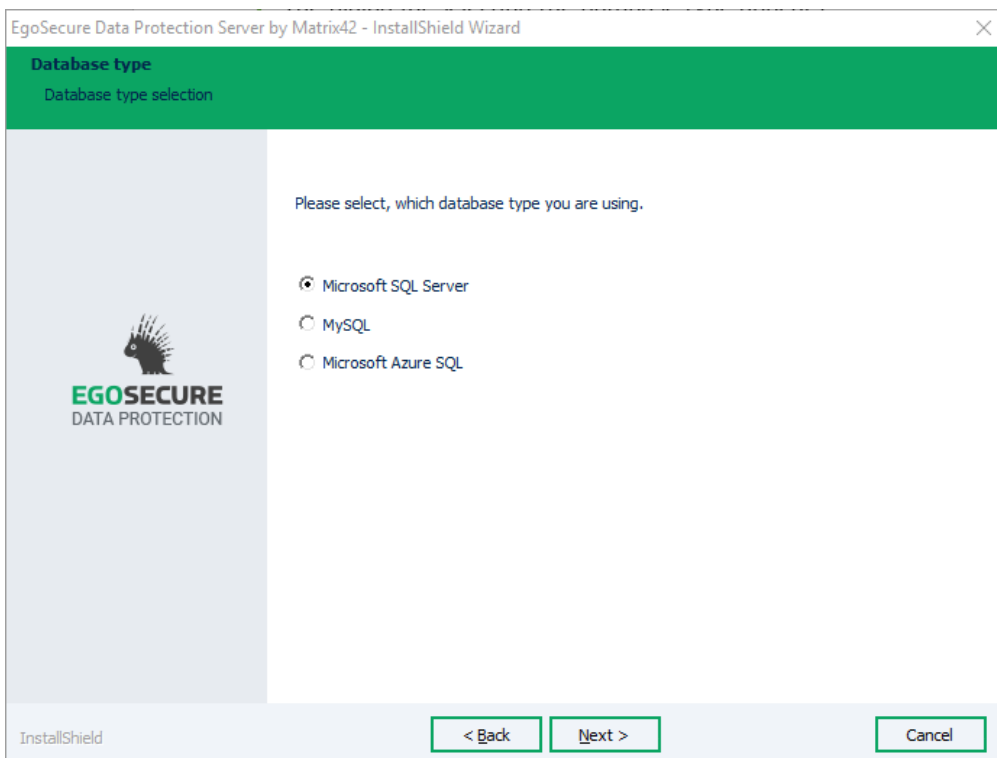 EgoSecure Data Protection Server by Matrix42 - InstallShield Wizard
Database type
Database type selection
Please select, which database type you are using.
Microsoft SQL Server
MySQL
Microsoft Azure SQL
EGOSECURE
DATA PROTECTION
InstallShield
< Back
Next >
Cancel